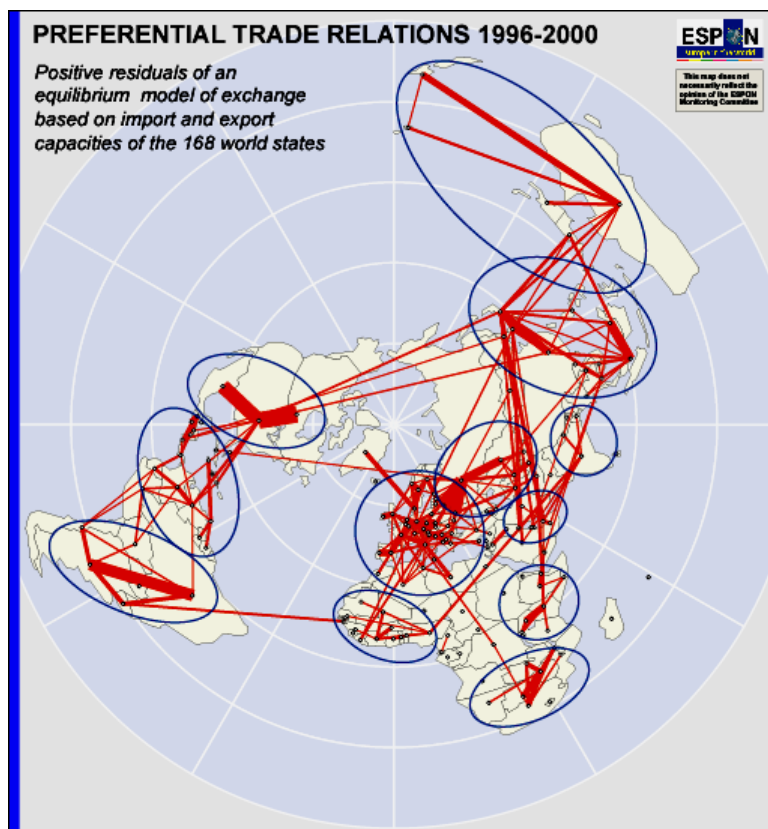 PREFERENTIAL TRADE RELATIONS 1996-2000
Positive residuals of an
equilibrium model of exchange
based on import and export
capacities of the 168 world states
ESPON
This map does not
necessarily reflect the
opinion of the ESPON
Monitoring Committee